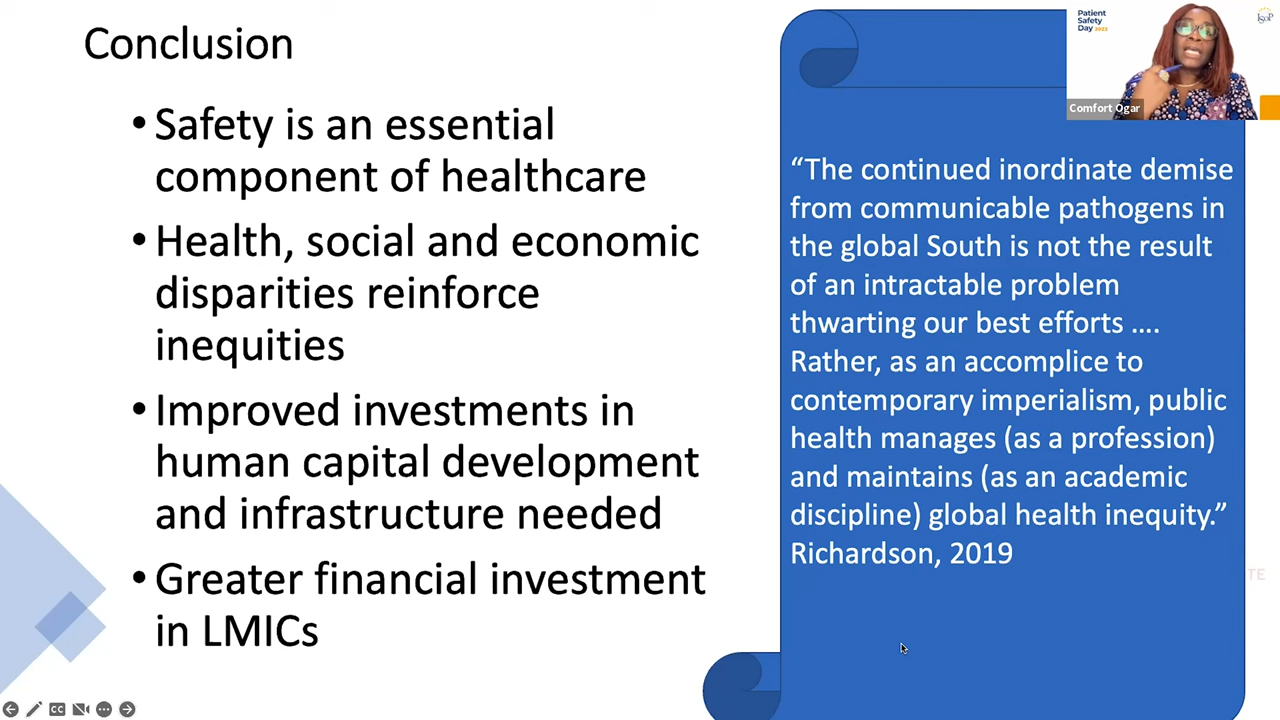 Conclusion
• Safety is an essential
component of healthcare
• Health, social and economic
disparities reinforce
inequities
• Improved investments in
human capital development
and infrastructure needed
• Greater financial investment
in LMICs
“The continued inordinate demise
from communicable pathogens in
the global South is not the result
of an intractable problem
thwarting our best efforts ....
Rather, as an accomplice to
contemporary imperialism, public
health manages (as a profession)
and maintains (as an academic
discipline) global health inequity.”
Richardson, 2019
Patient
Safety
Day 2022
ISoP
Comfort Ogar
TE
CC